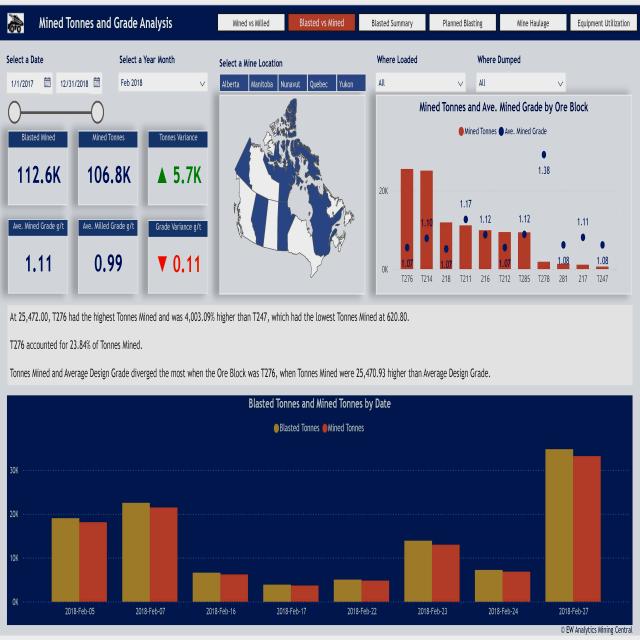 Mined Tonnes and Grade Analysis
Mined vs Milled
Blasted vs Mined
Blasted Summary
Planned Blasting
Mine Haulage
Equipment Utilization
Select a Date
Select a Year Month
Select a Mine Location
Where Loaded
Where Dumped
1/1/2017
12/31/2018
Feb 2018
Alberta
Manitoba
Nunavut
Quebec
Yukon
All
All
Blasted Mined
112.6K
Mined Tonnes
106.8K
Tonnes Variance
▲ 5.7K
Ave. Mined Grade g/t
1.11
Ave. Milled Grade g/t
0.99
Grade Variance g/t
▼ 0.11
Mined Tonnes and Ave. Mined Grade by Ore Block
Mined Tonnes
Ave. Mined Grade
20K
0K
1.07
1.10
1.07
1.17
1.12
1.07
1.12
1.38
1.08
1.11
1.08
T276
T214
218
T211
216
T212
T285
T278
281
217
T247
At 25,472.00, T276 had the highest Tonnes Mined and was 4,003.09% higher than T247, which had the lowest Tonnes Mined at 620.80.
T276 accounted for 23.84% of Tonnes Mined.
Tonnes Mined and Average Design Grade diverged the most when the Ore Block was T276, when Tonnes Mined were 25,470.93 higher than Average Design Grade.
Blasted Tonnes and Mined Tonnes by Date
Blasted Tonnes
Mined Tonnes
30K
20K
10K
0K
2018-Feb-05
2018-Feb-07
2018-Feb-16
2018-Feb-17
2018-Feb-22
2018-Feb-23
2018-Feb-24
2018-Feb-27
© EW Analytics Mining Central